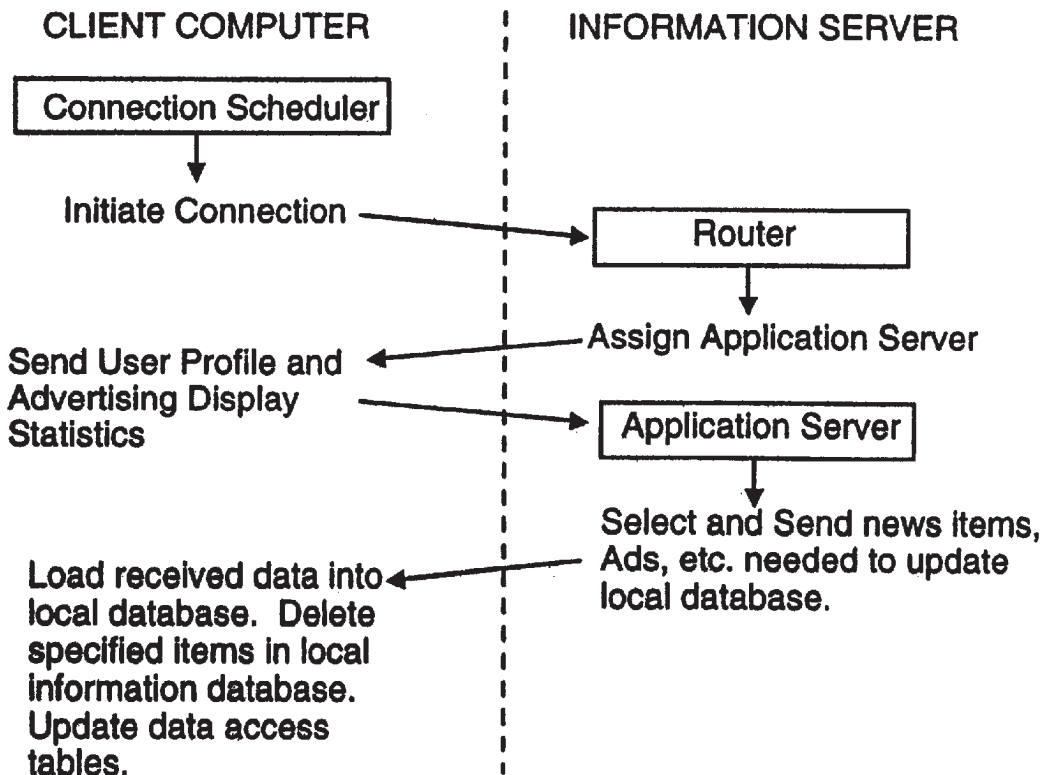 CLIENT COMPUTER
INFORMATION SERVER
Connection Scheduler
Initiate Connection
Router
Assign Application Server
Send User Profile and
Advertising Display
Statistics
Application Server
Select and Send news items,
Ads, etc. needed to update
local database.
Load received data into
local database. Delete
specified items in local
information database.
Update data access
tables.